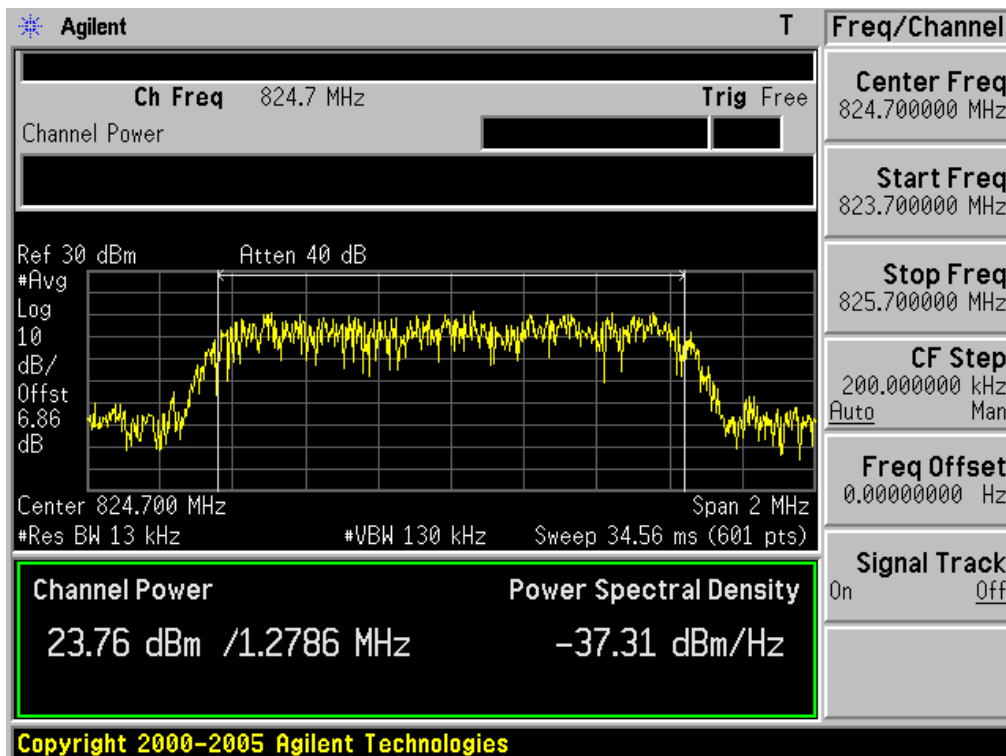 Agilent T
Freq/Channel
Ch Freq 824.7 MHz Trig Free
Channel Power
Ref 30 dBm Atten 40 dB
#Avg
Log
10
dB/
Offst
6.86
dB
Center 824.700 MHz Span 2 MHz
#Res BW 13 kHz #VBW 130 kHz Sweep 34.56 ms (601 pts)
Channel Power Power Spectral Density
23.76 dBm /1.2786 MHz -37.31 dBm/Hz
Center Freq
824.700000 MHz
Start Freq
823.700000 MHz
Stop Freq
825.700000 MHz
CF Step
200.000000 kHz
Auto Man
Freq Offset
0.00000000 Hz
Signal Track
On Off
Copyright 2000-2005 Agilent Technologies